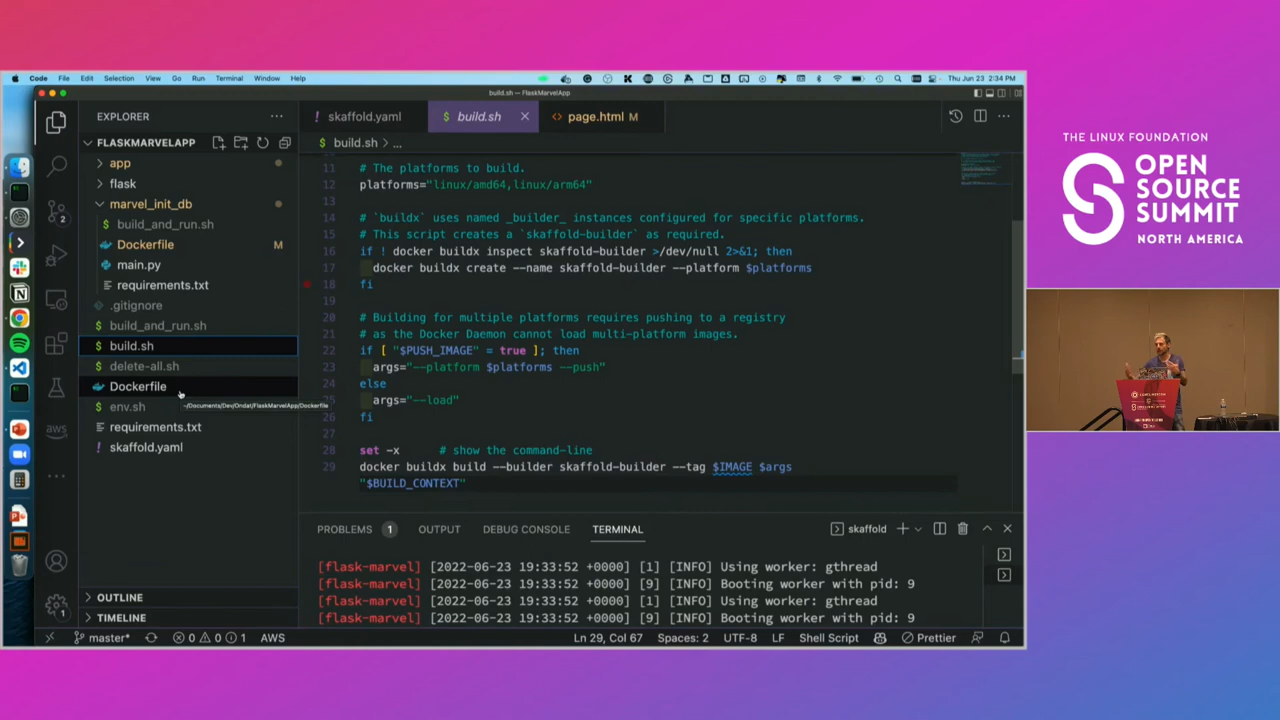 Code File Edit Selection View Go Run Terminal Window Help
Thu Jun 23 2:34 PM
build.sh — FlaskMarvelApp
EXPLORER
FLASKMARVELAPP
app
flask
marvel_init_db
build_and_run.sh
Dockerfile M
main.py
requirements.txt
.gitignore
build_and_run.sh
build.sh
delete-all.sh
Dockerfile
~/Documents/Dev/Ondat/FlaskMarvelApp/Dockerfile
env.sh
requirements.txt
! skaffold.yaml
OUTLINE
TIMELINE
2
aws
1
! skaffold.yaml
$ build.sh
page.html M
$ build.sh > ...
11 # The platforms to build.
12 platforms="linux/amd64,linux/arm64"
13
14 # `buildx` uses named _builder_ instances configured for specific platforms.
15 # This script creates a `skaffold-builder` as required.
16 if ! docker buildx inspect skaffold-builder >/dev/null 2>&1; then
17 docker buildx create --name skaffold-builder --platform $platforms
18 fi
19
20 # Building for multiple platforms requires pushing to a registry
21 # as the Docker Daemon cannot load multi-platform images.
22 if [ "$PUSH_IMAGE" = true ]; then
23 args="--platform $platforms --push"
24 else
25 args="--load"
26 fi
27
28 set -x # show the command-line
29 docker buildx build --builder skaffold-builder --tag $IMAGE $args
"$BUILD_CONTEXT"
PROBLEMS 1 OUTPUT DEBUG CONSOLE TERMINAL
skaffold
[flask-marvel] [2022-06-23 19:33:52 +0000] [1] [INFO] Using worker: gthread
[flask-marvel] [2022-06-23 19:33:52 +0000] [9] [INFO] Booting worker with pid: 9
[flask-marvel] [2022-06-23 19:33:52 +0000] [1] [INFO] Using worker: gthread
[flask-marvel] [2022-06-23 19:33:52 +0000] [9] [INFO] Booting worker with pid: 9
master* 0 0 1 AWS
Ln 29, Col 67 Spaces: 2 UTF-8 LF Shell Script Prettier
THE LINUX FOUNDATION
OPEN
SOURCE
SUMMIT
NORTH AMERICA